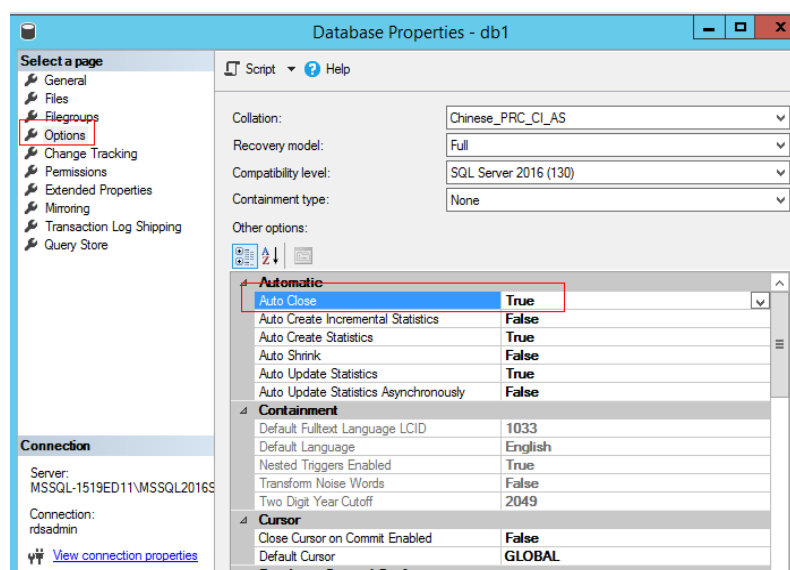 Database Properties - db1
Select a page
General
Files
Filegroups
Options
Change Tracking
Permissions
Extended Properties
Mirroring
Transaction Log Shipping
Query Store
Script
Help
Collation: Chinese_PRC_CI_AS
Recovery model: Full
Compatibility level: SQL Server 2016 (130)
Containment type: None
Other options:
Automatic
Auto Close True
Auto Create Incremental Statistics False
Auto Create Statistics True
Auto Shrink False
Auto Update Statistics True
Auto Update Statistics Asynchronously False
Containment
Default Fulltext Language LCID 1033
Default Language English
Nested Triggers Enabled True
Transform Noise Words False
Two Digit Year Cutoff 2049
Cursor
Close Cursor on Commit Enabled False
Default Cursor GLOBAL
Connection
Server:
MSSQL-1519ED11\MSSQL2016S
Connection:
rdsadmin
View connection properties